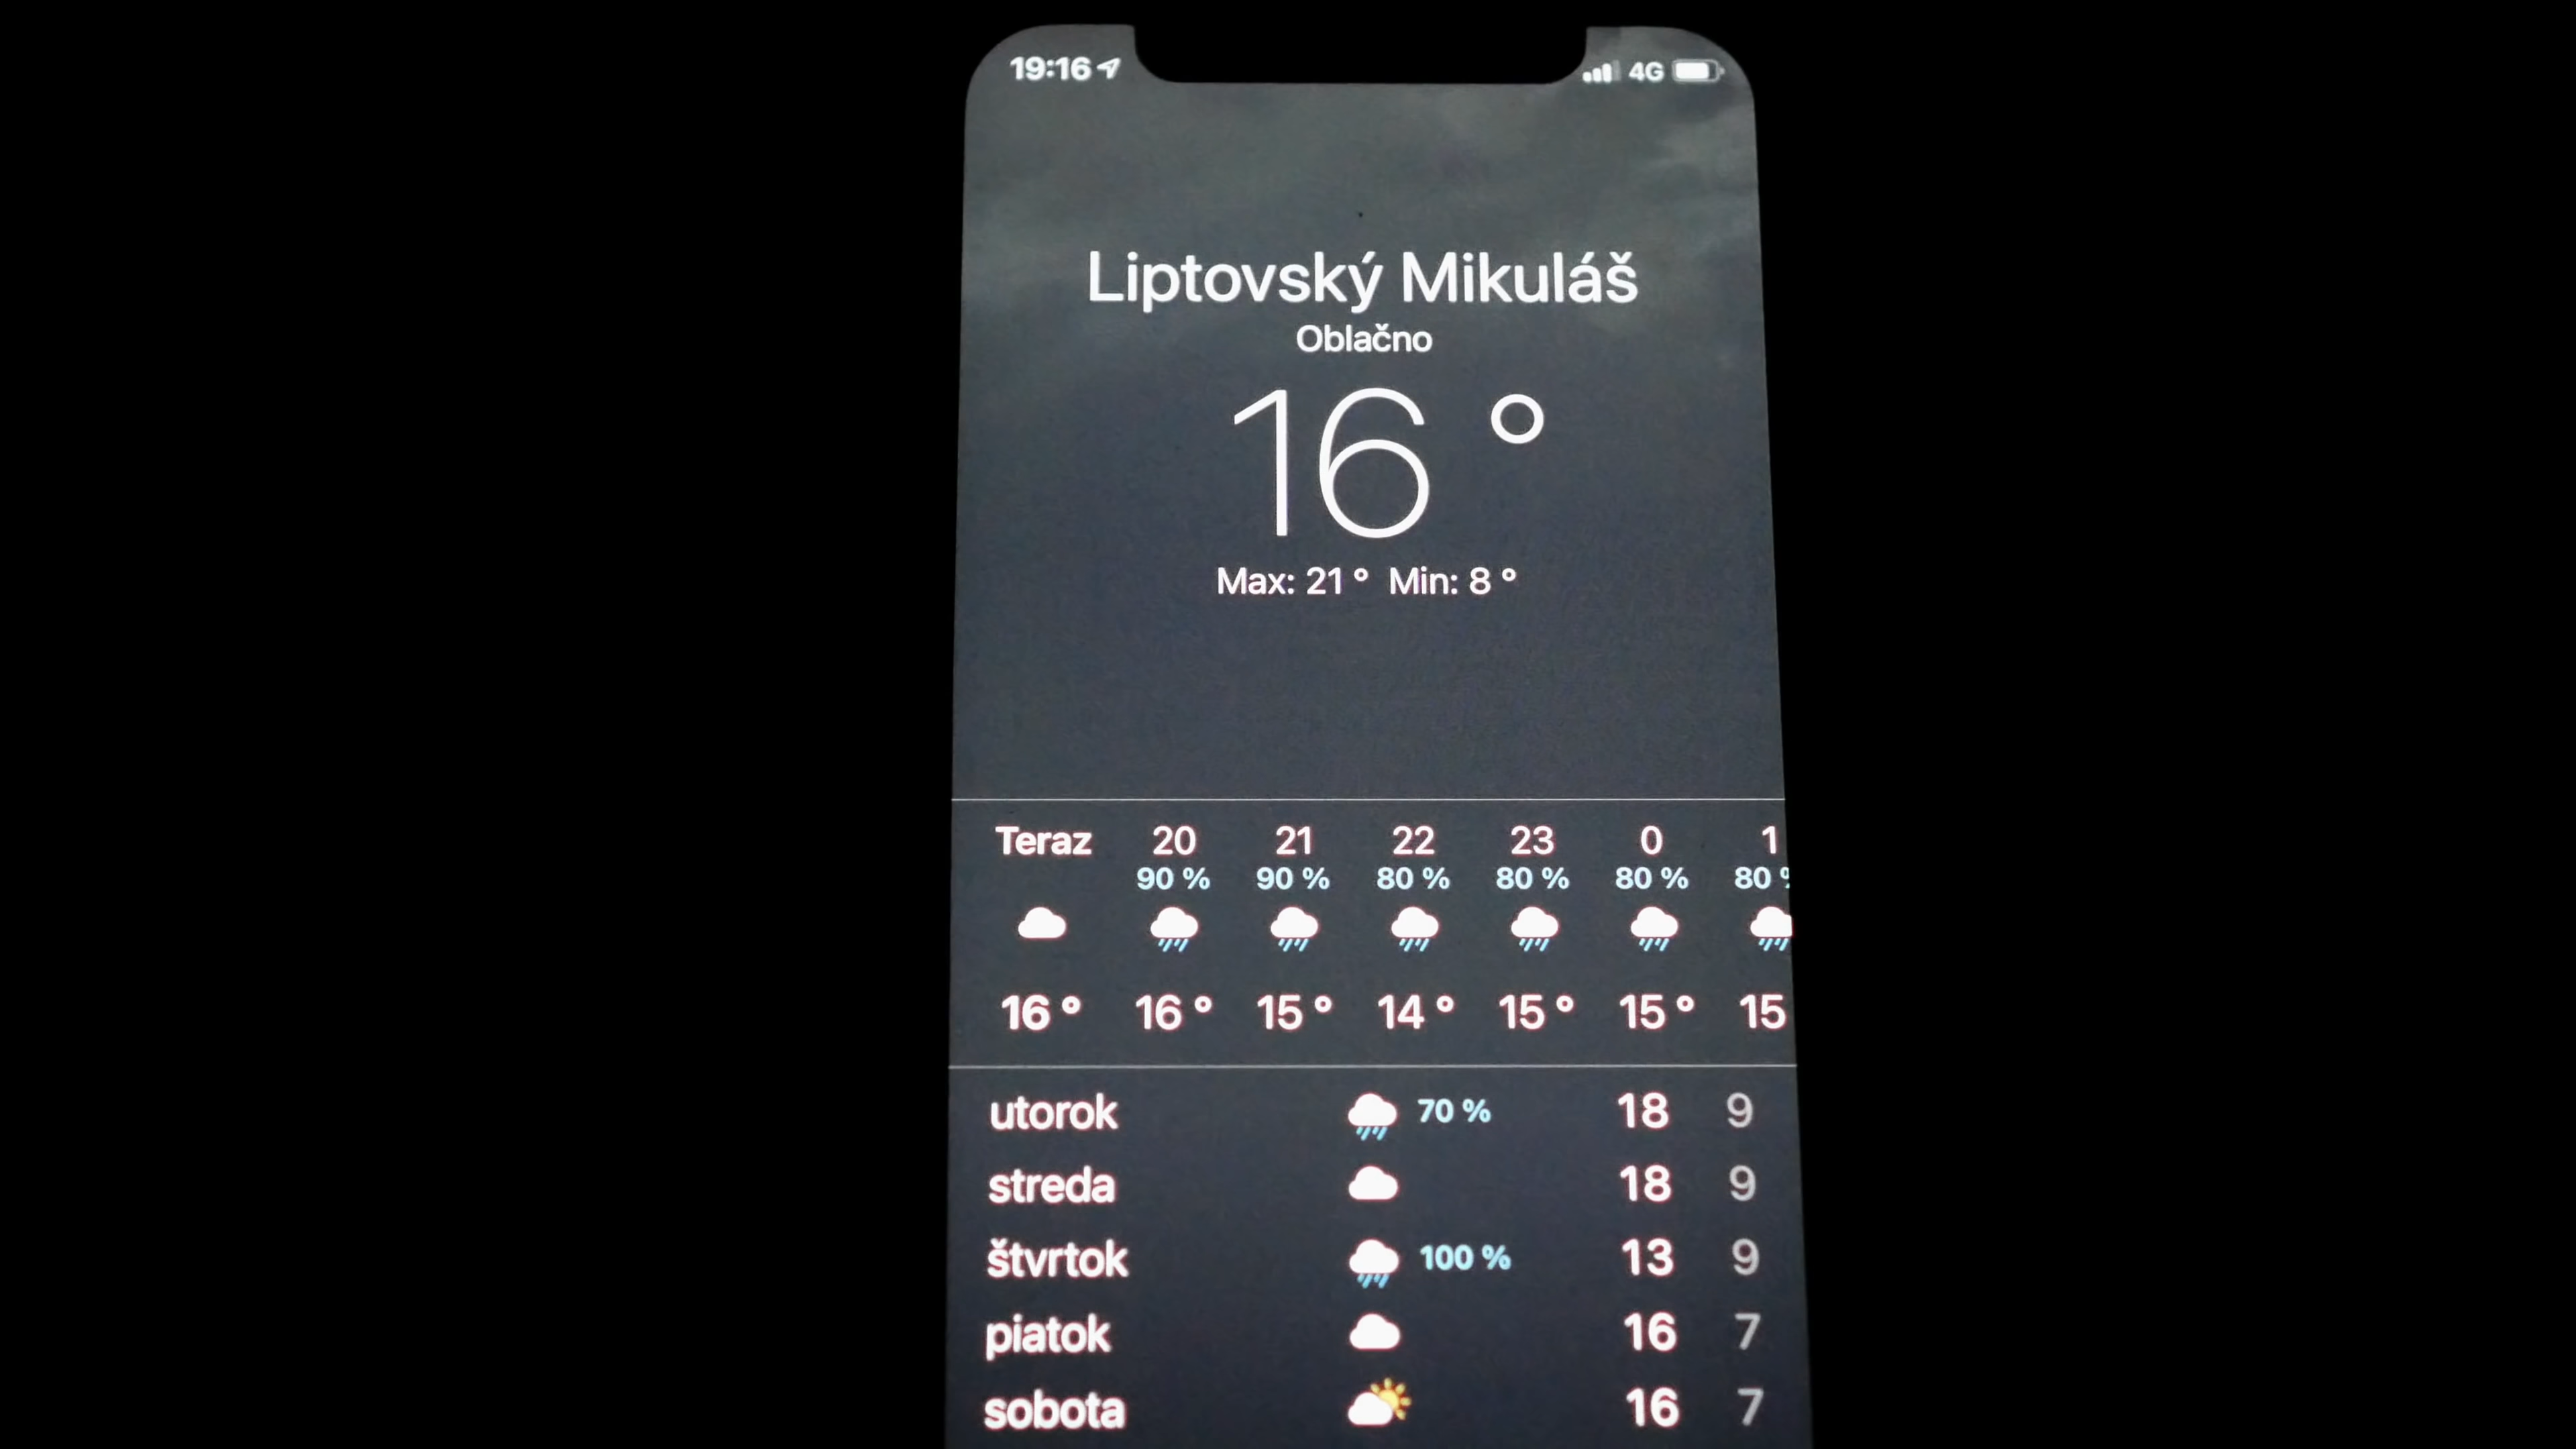 19:16 4G
Liptovský Mikuláš
Oblačno
16 °
Max: 21 ° Min: 8 °
Teraz 20 21 22 23 0 1
90 % 90 % 80 % 80 % 80 % 80 %
16 ° 16 ° 15 ° 14 ° 15 ° 15 ° 15
utorok 70 % 18 9
streda 18 9
štvrtok 100 % 13 9
piatok 16 7
sobota 16 7